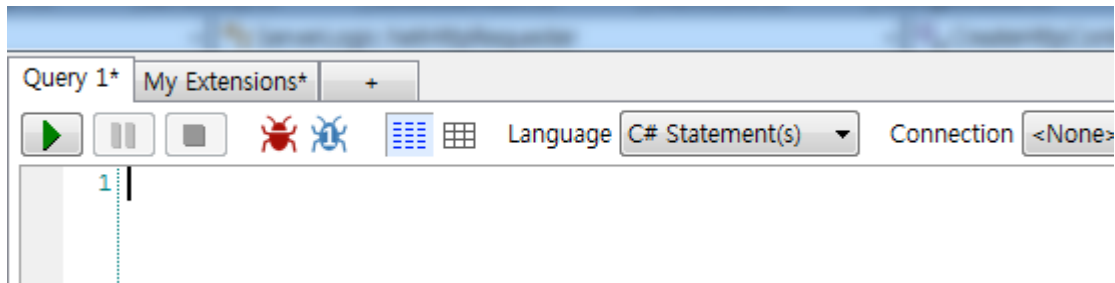 Query 1* My Extensions* +
Language C# Statement(s) Connection <None>
1